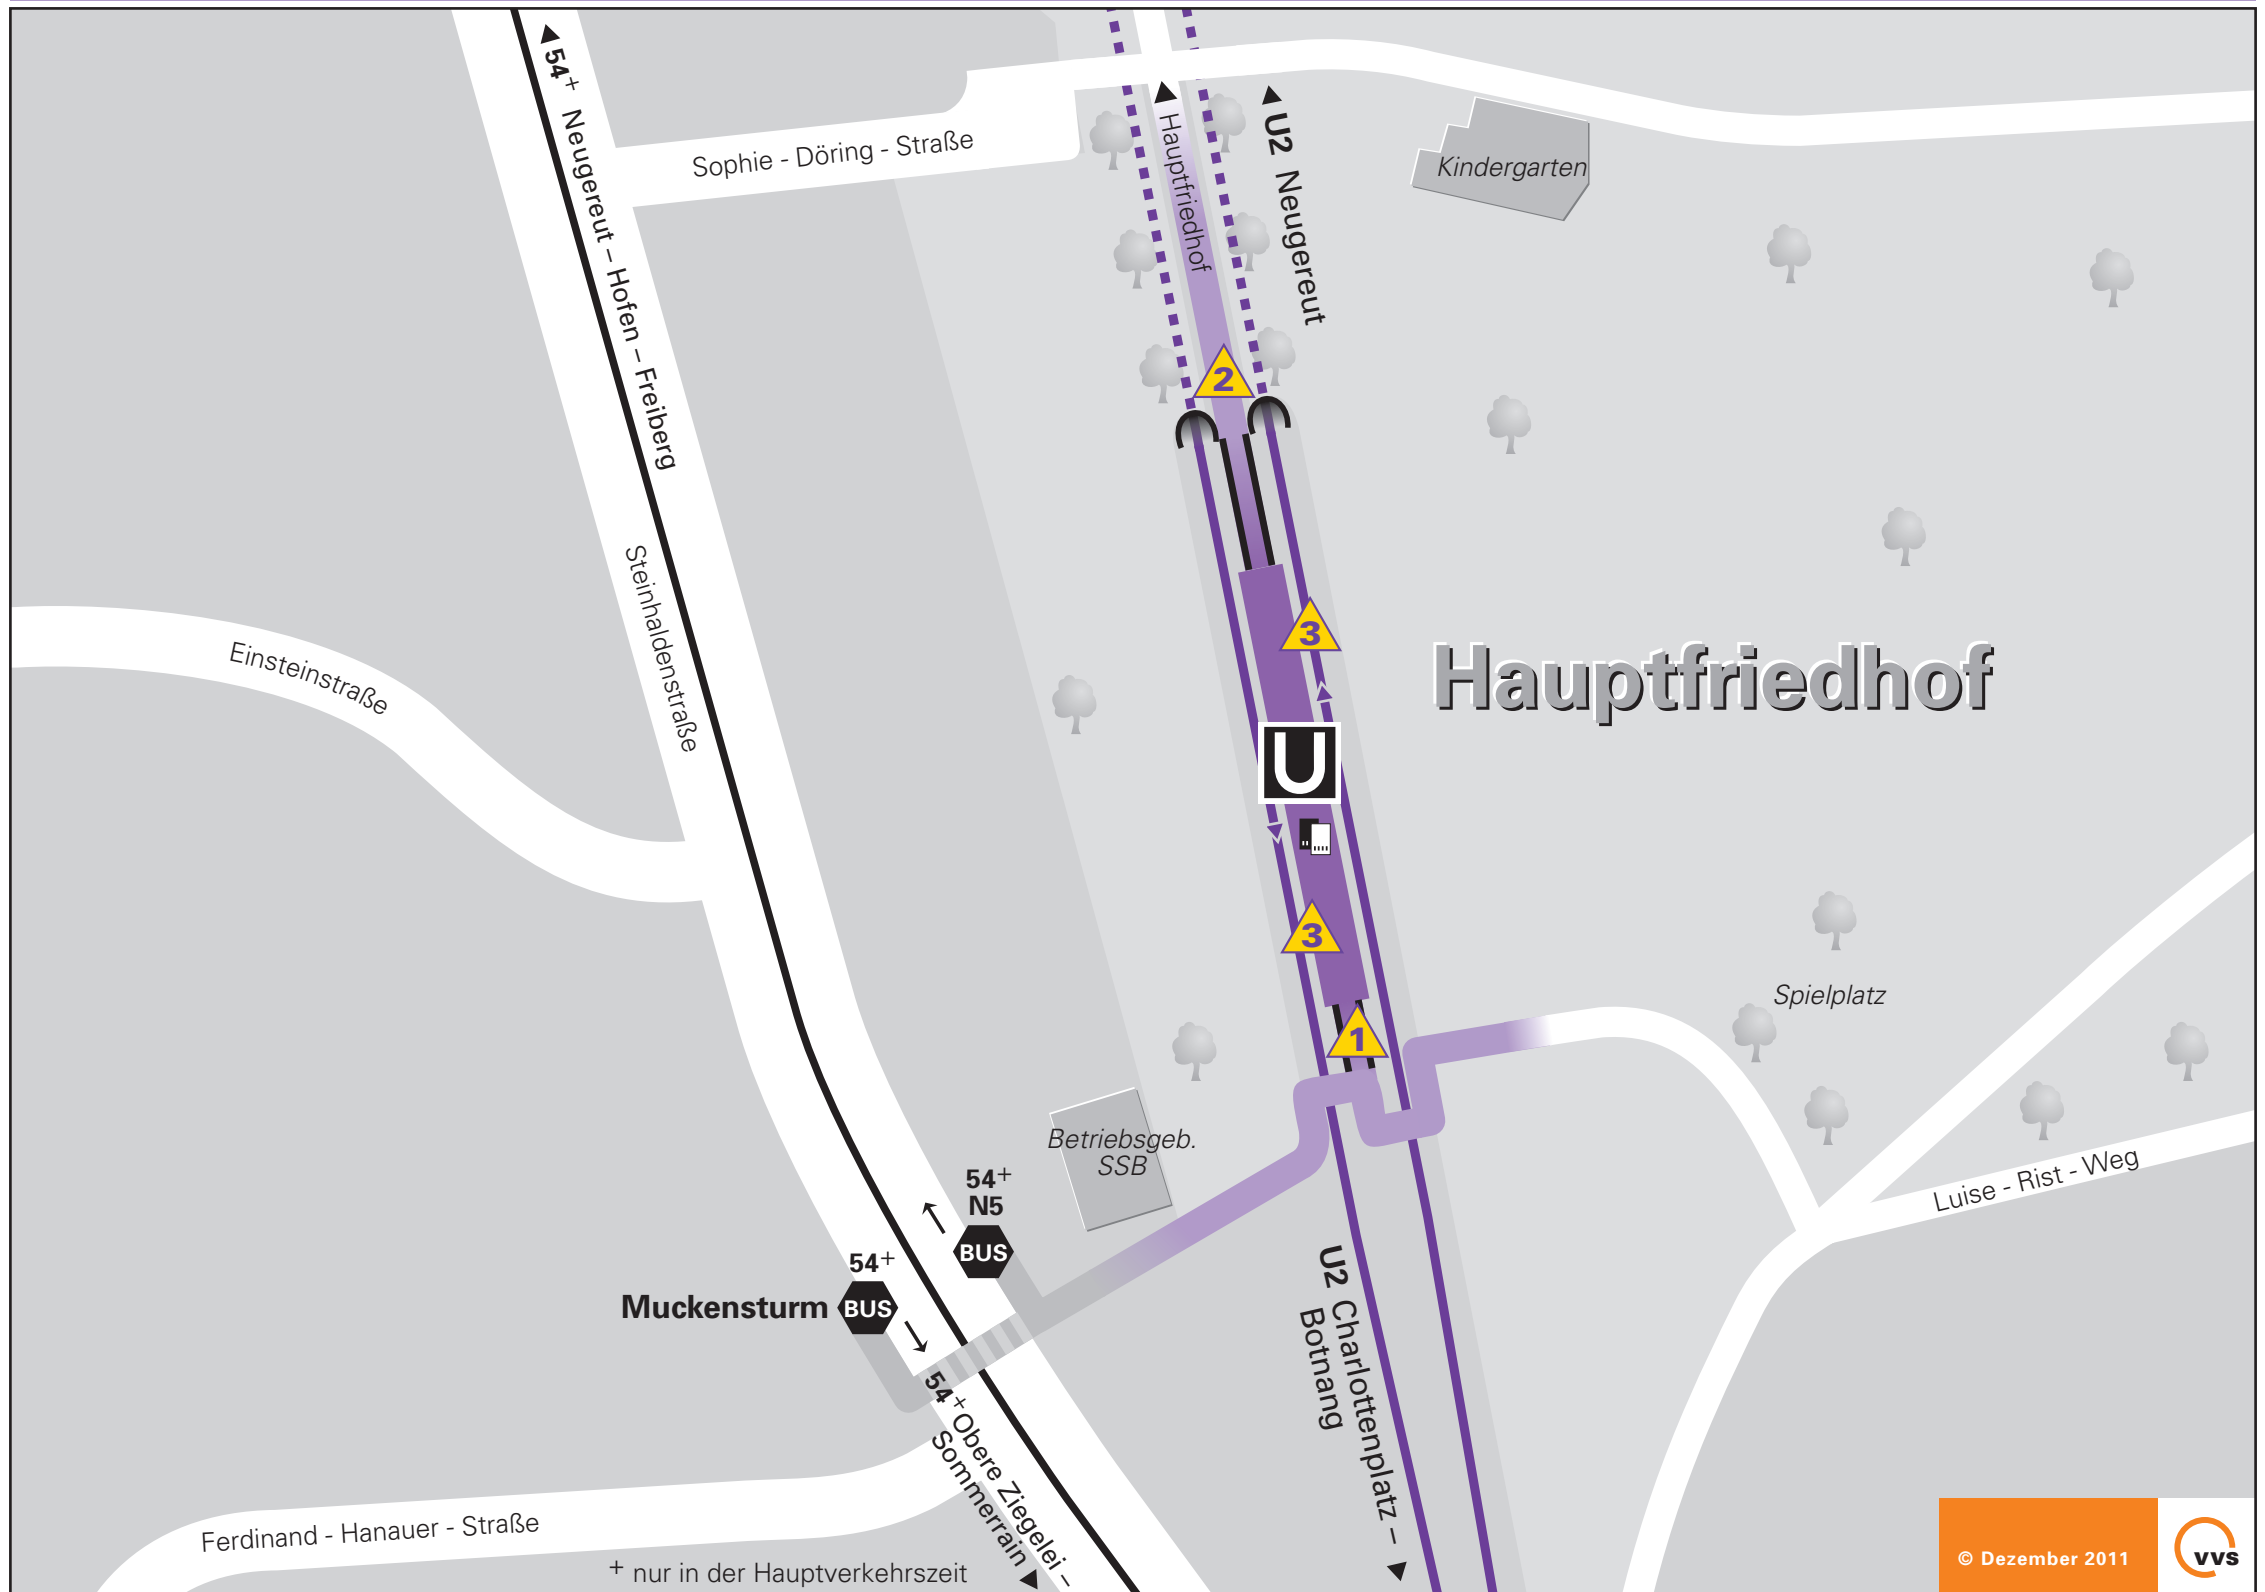 54+ Neugereut – Hofen – Freiberg
Sophie - Döring - Straße
Hauptfriedhof
U2 Neugereut
Kindergarten
2
Steinhaldenstraße
Einsteinstraße
3
Hauptfriedhof
U
3
Spielplatz
1
Betriebsgeb.
SSB
54+
N5
BUS
54+
Muckensturm
BUS
Luise - Rist - Weg
U2 Charlottenplatz –
Botnang
54+ Obere Ziegelei –
Sommerrain
Ferdinand - Hanauer - Straße
+ nur in der Hauptverkehrszeit
© Dezember 2011
vvs